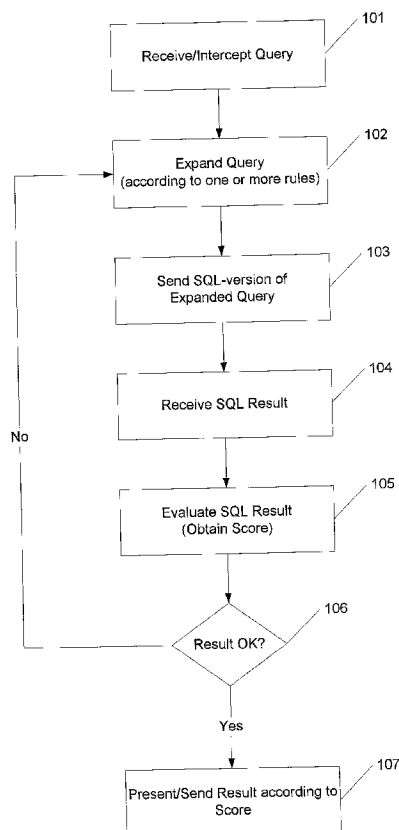 101
Receive/Intercept Query
102
Expand Query
(according to one or more rules)
103
Send SQL-version of
Expanded Query
104
Receive SQL Result
No
105
Evaluate SQL Result
(Obtain Score)
106
Result OK?
Yes
107
Present/Send Result according to
Score